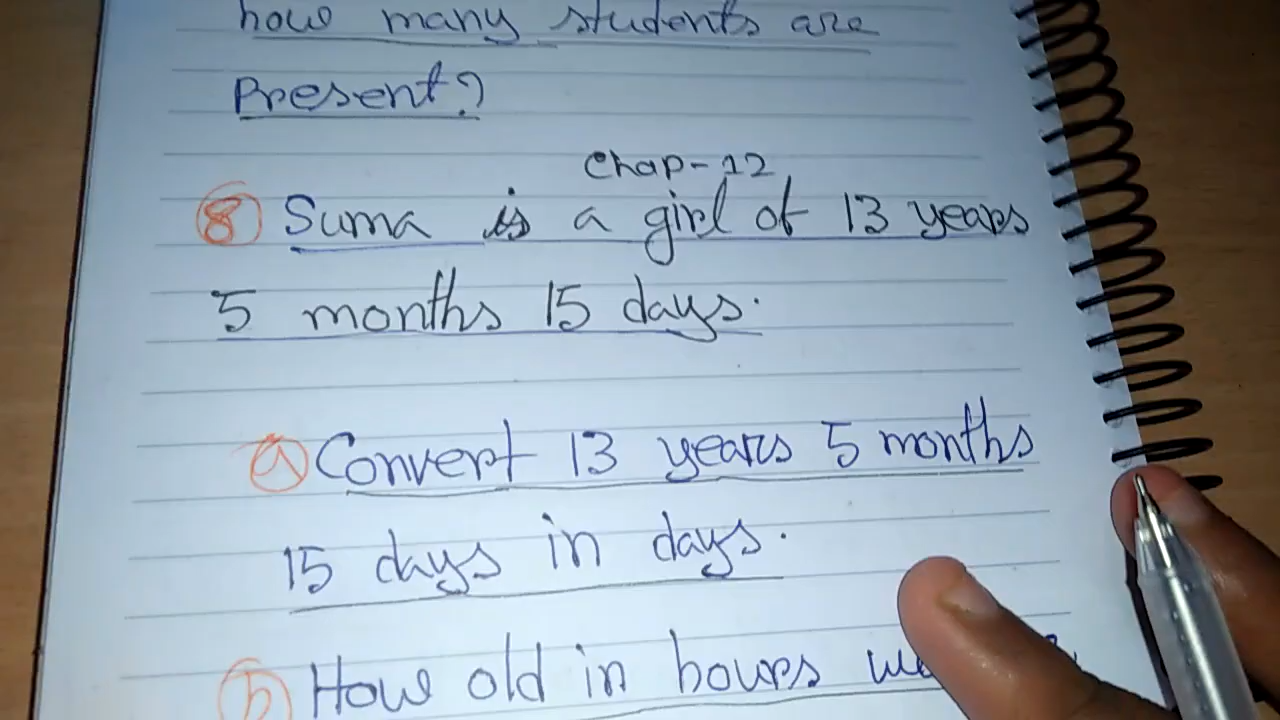 how many students are
Present?
Chap-12
8 Suma is a girl of 13 years
5 months 15 days.
a Convert 13 years 5 months
15 days in days.
b How old in hours